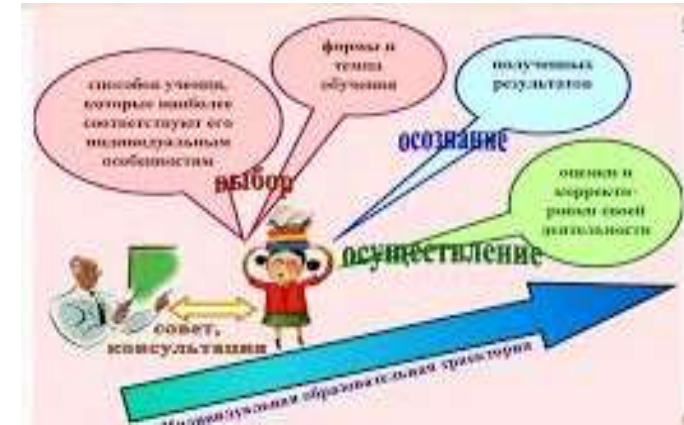 способов учения,
которые наиболее
соответствуют его
индивидуальным
особенностям
формы и
темпа
обучения
полученных
результатов
оценки и
корректо-
ровки своей
деятельности
выбор
осознание
осуществление
совет,
консультация
Индивидуальная образовательная траектория